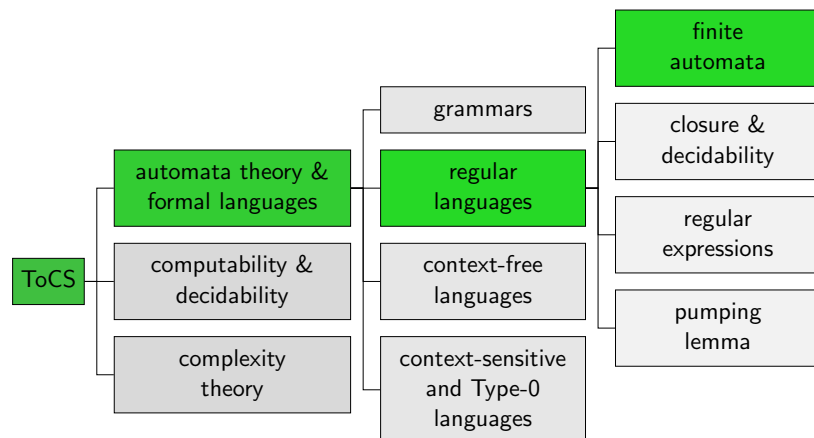 ToCS
automata theory &
formal languages
computability &
decidability
complexity
theory
grammars
regular
languages
context-free
languages
context-sensitive
and Type-0
languages
finite
automata
closure &
decidability
regular
expressions
pumping
lemma